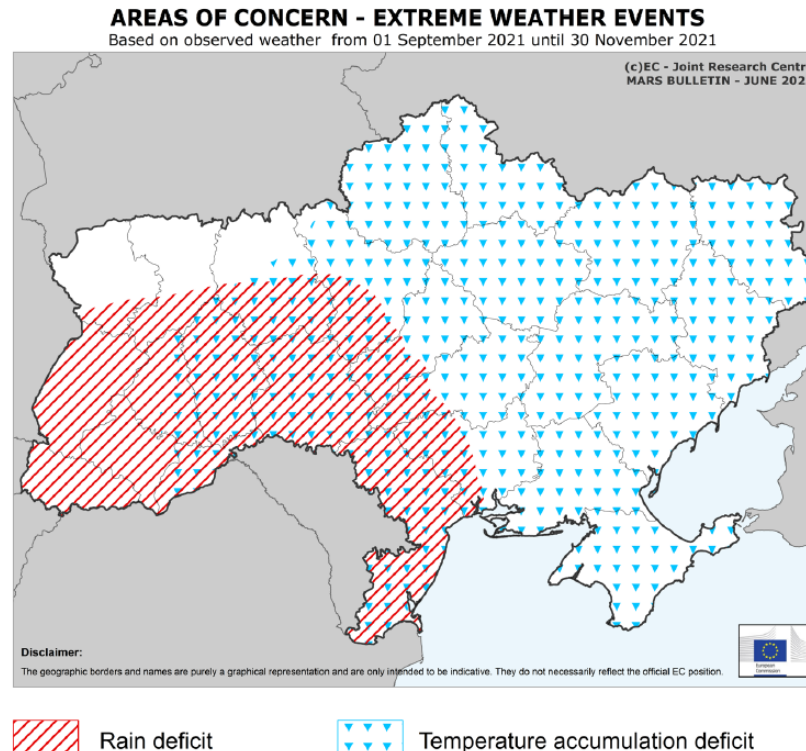 AREAS OF CONCERN - EXTREME WEATHER EVENTS
Based on observed weather from 01 September 2021 until 30 November 2021
(c)EC - Joint Research Centr
MARS BULLETIN - JUNE 202
Disclaimer:
The geographic borders and names are purely a graphical representation and are only intended to be indicative. They do not necessarily reflect the official EC position.
European
Commission
Rain deficit
Temperature accumulation deficit